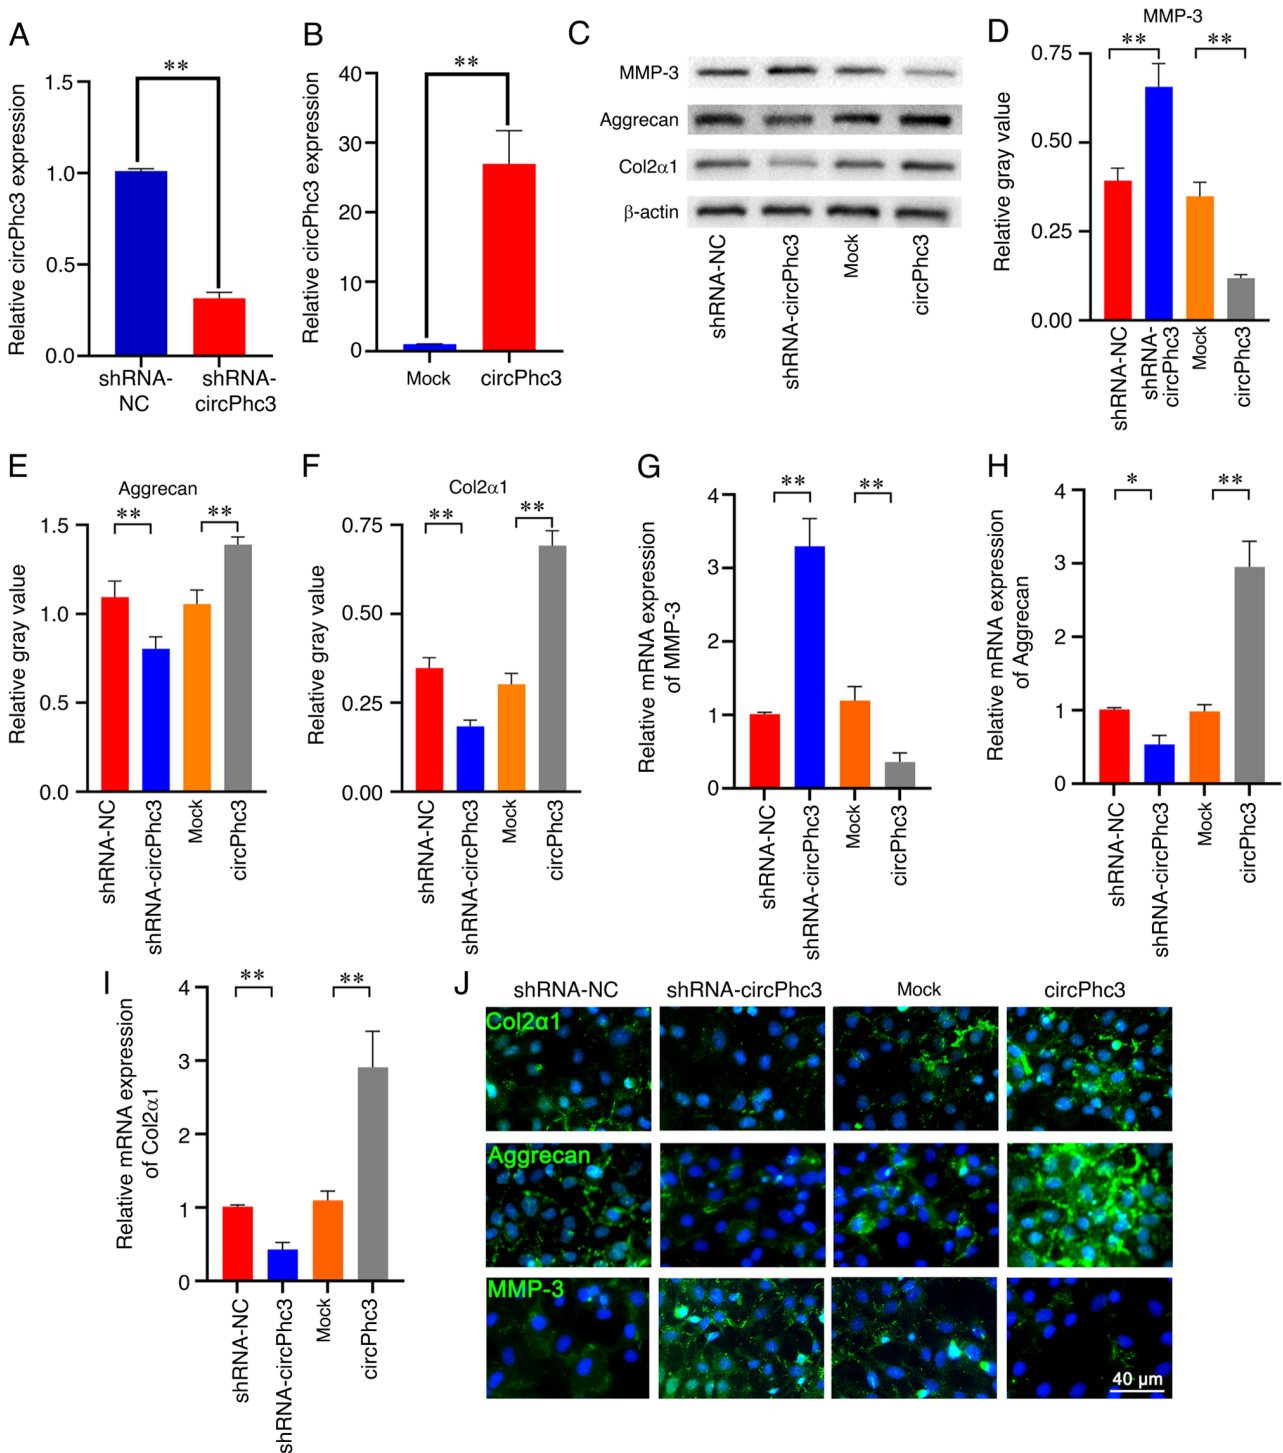 A
Relative circPhc3 expression
1.5
1.0
0.5
0.0
**
shRNA-
NC
shRNA-
circPhc3
B
Relative circPhc3 expression
40
30
20
10
0
**
Mock
circPhc3
C
MMP-3
Aggrecan
Col2α1
β-actin
shRNA-NC
shRNA-circPhc3
Mock
circPhc3
D
MMP-3
Relative gray value
0.75
0.50
0.25
0.00
**
**
shRNA-NC
shRNA-
circPhc3
Mock
circPhc3
E
Aggrecan
Relative gray value
1.5
1.0
0.5
0.0
**
**
shRNA-NC
shRNA-circPhc3
Mock
circPhc3
F
Col2α1
Relative gray value
0.75
0.50
0.25
0.00
**
**
shRNA-NC
shRNA-circPhc3
Mock
circPhc3
G
Relative mRNA expression
of MMP-3
4
3
2
1
0
**
**
shRNA-NC
shRNA-circPhc3
Mock
circPhc3
H
Relative mRNA expression
of Aggrecan
4
3
2
1
0
*
**
shRNA-NC
shRNA-circPhc3
Mock
circPhc3
I
Relative mRNA expression
of Col2α1
4
3
2
1
0
**
**
shRNA-NC
shRNA-circPhc3
Mock
circPhc3
J
shRNA-NC
shRNA-circPhc3
Mock
circPhc3
Col2α1
Aggrecan
MMP-3
40 μm